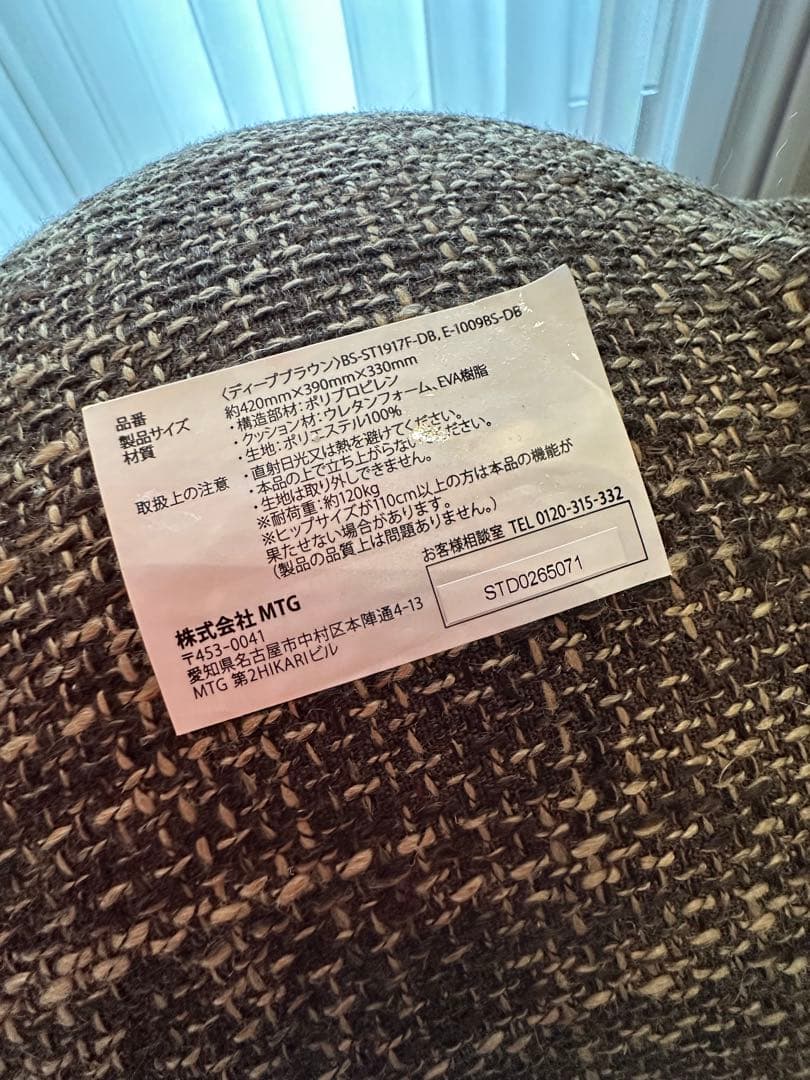 品番 〈ディープブラウン〉BS-ST1917F-DB, E-1009BS-DB
製品サイズ 約420mm×390mm×330mm
材質 ・構造部材：ポリプロピレン
・クッション材：ウレタンフォーム、EVA樹脂
・生地：ポリエステル100%
取扱上の注意 ・直射日光又は熱を避けてください。
・本品の上で立ち上がらないでください。
・生地は取り外しできません。
※耐荷重：約120kg
※ヒップサイズが110cm以上の方は本品の機能が
果たせない場合があります。
(製品の品質上は問題ありません。)
お客様相談室 TEL 0120-315-332
STD0265071
株式会社 MTG
〒453-0041
愛知県名古屋市中村区本陣通4-13
MTG 第2HIKARIビル